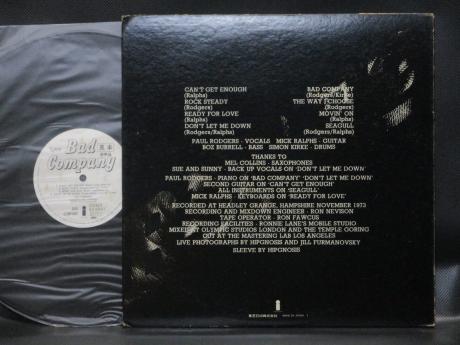 Bad
Company
見本
CAN'T GET ENOUGH
(Ralphs)
ROCK STEADY
(Rodgers)
READY FOR LOVE
(Ralphs)
DON'T LET ME DOWN
(Rodgers/Ralphs)
BAD COMPANY
(Rodgers/Kirke)
THE WAY I CHOOSE
(Rodgers)
MOVIN' ON
(Ralphs)
SEAGULL
(Rodgers/Ralphs)
PAUL RODGERS - VOCALS MICK RALPHS - GUITAR
BOZ BURRELL - BASS SIMON KIRKE - DRUMS
THANKS TO
MEL COLLINS - SAXOPHONES
SUE AND SUNNY - BACK UP VOCALS ON 'DON'T LET ME DOWN'
PAUL RODGERS - PIANO ON 'BAD COMPANY' 'DON'T LET ME DOWN'
SECOND GUITAR ON 'CAN'T GET ENOUGH'
ALL INSTRUMENTS ON 'SEAGULL'
MICK RALPHS - KEYBOARDS ON 'READY FOR LOVE'
RECORDED AT HEADLEY GRANGE, HAMPSHIRE NOVEMBER 1973
RECORDING AND MIXDOWN ENGINEER - RON NEVISON
TAPE OPERATOR - RON FAWCUS
RECORDING FACILITIES - RONNIE LANE'S MOBILE STUDIO
MIXED AT OLYMPIC STUDIOS LONDON AND THE TEMPLE GORING
CUT AT THE MASTERING LAB LOS ANGELES
LIVE PHOTOGRAPHS BY HIPGNOSIS AND JILL FURMANOVSKY
SLEEVE BY HIPGNOSIS